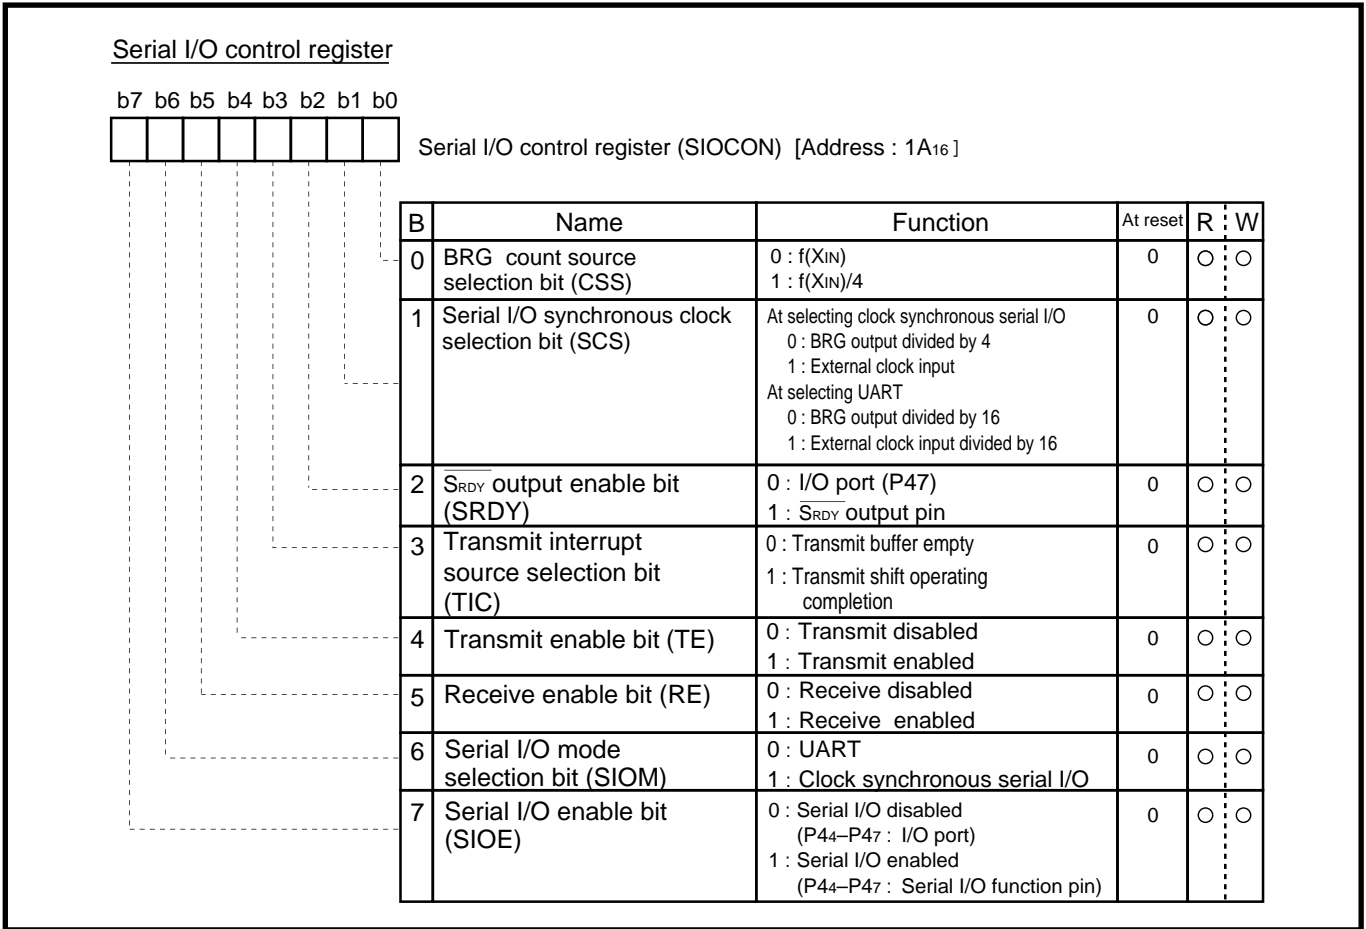 Serial I/O control register
b7 b6 b5 b4 b3 b2 b1 b0
Serial I/O control register (SIOCON) [Address : 1A16 ]
B Name Function At reset R W
0 BRG count source selection bit (CSS) 0 : f(XIN) 0 ○ ○
1 : f(XIN)/4
1 Serial I/O synchronous clock selection bit (SCS) At selecting clock synchronous serial I/O 0 ○ ○
0 : BRG output divided by 4
1 : External clock input
At selecting UART
0 : BRG output divided by 16
1 : External clock input divided by 16
2 S̅R̅D̅Y̅ output enable bit (SRDY) 0 : I/O port (P47) 0 ○ ○
1 : S̅R̅D̅Y̅ output pin
3 Transmit interrupt source selection bit (TIC) 0 : Transmit buffer empty 0 ○ ○
1 : Transmit shift operating
completion
4 Transmit enable bit (TE) 0 : Transmit disabled 0 ○ ○
1 : Transmit enabled
5 Receive enable bit (RE) 0 : Receive disabled 0 ○ ○
1 : Receive enabled
6 Serial I/O mode selection bit (SIOM) 0 : UART 0 ○ ○
1 : Clock synchronous serial I/O
7 Serial I/O enable bit (SIOE) 0 : Serial I/O disabled 0 ○ ○
(P44–P47 : I/O port)
1 : Serial I/O enabled
(P44–P47 : Serial I/O function pin)